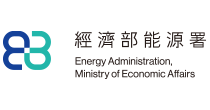 經濟部能源署
Energy Administration,
Ministry of Economic Affairs